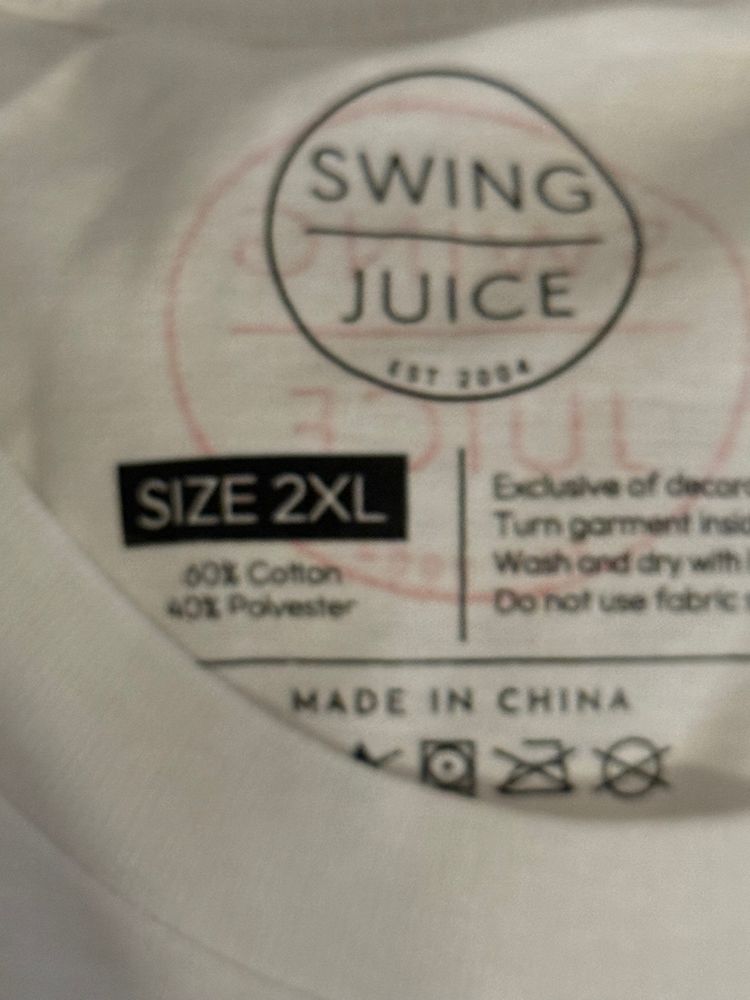 SWING
JUICE
EST 2004
SIZE 2XL
60% Cotton
40% Polyester
Exclusive of
Turn garment
Wash and dry with
Do not use fabric
MADE IN CHINA